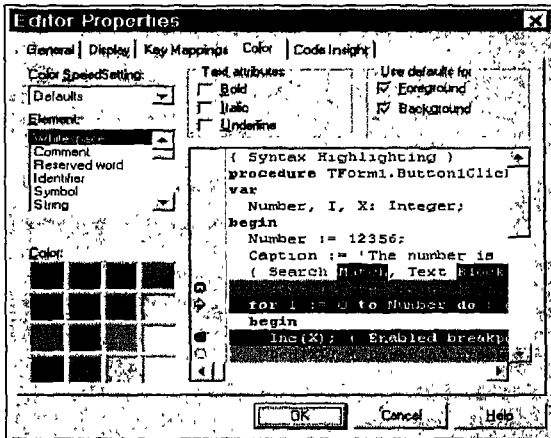 Editor Properties
General Display Key Mappings Color Code Insight
Color SpeedSetting:
Defaults
Element:
Whitespace
Comment
Reserved word
Identifier
Symbol
String
Color:
Text attributes
Bold
Italic
Underline
Use defaults for
Foreground
Background
{ Syntax Highlighting }
procedure TForm1.Button1Clic
var
Number, I, X: Integer;
begin
Number := 12356;
Caption := 'The number is
{ Search Match, Text Block
for I := 0 to Number do
begin
Inc(X); { Enabled breakp
OK Cancel Help